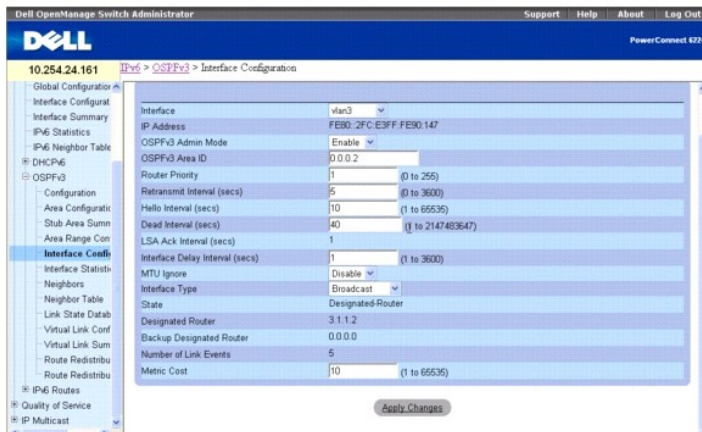 Dell OpenManage Switch Administrator
Support Help About Log Out
DELL
PowerConnect 622
10.254.24.161
IPv6 > OSPFv3 > Interface Configuration
Global Configuration
Interface Configurat
Interface Summary
IPv6 Statistics
IPv6 Neighbor Table
DHCPv6
OSPFv3
Configuration
Area Configuratic
Stub Area Summ
Area Range Con
Interface Config
Interface Statisti
Neighbors
Neighbor Table
Link State Datab
Virtual Link Conf
Virtual Link Sum
Route Redistribu
Route Redistribu
IPv6 Routes
Quality of Service
IP Multicast
Interface vlan3
IP Address FE80::2FC:E3FF:FE90:147
OSPFv3 Admin Mode Enable
OSPFv3 Area ID 0.0.0.2
Router Priority 1 (0 to 255)
Retransmit Interval (secs) 5 (0 to 3600)
Hello Interval (secs) 10 (1 to 65535)
Dead Interval (secs) 40 (1 to 2147483647)
LSA Ack Interval (secs) 1
Interface Delay Interval (secs) 1 (1 to 3600)
MTU Ignore Disable
Interface Type Broadcast
State Designated-Router
Designated Router 3.1.1.2
Backup Designated Router 0.0.0.0
Number of Link Events 5
Metric Cost 10 (1 to 65535)
Apply Changes